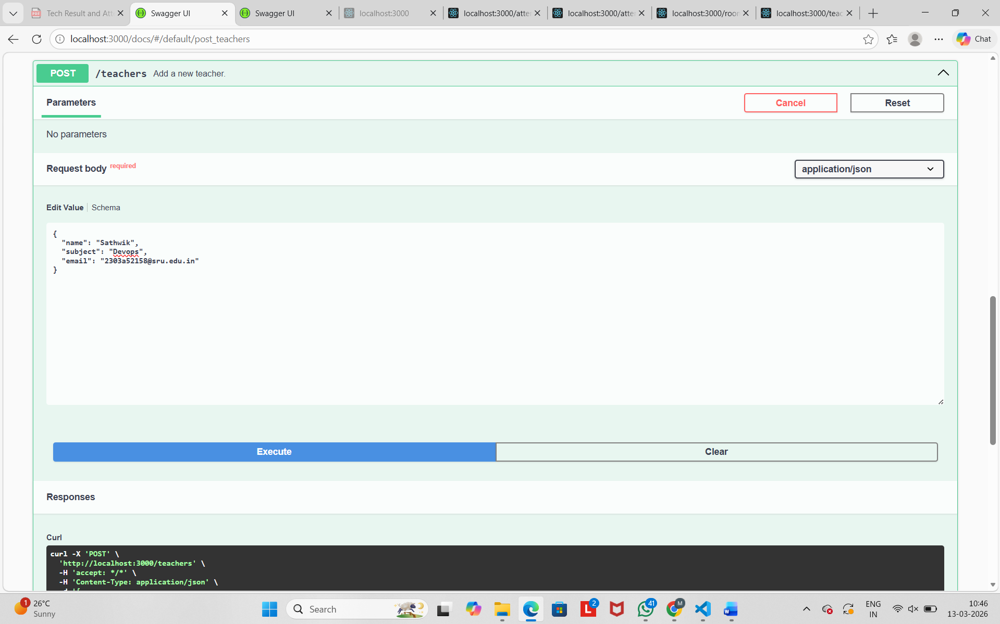 Tech Result and Att
Swagger UI
Swagger UI
localhost:3000
localhost:3000/atte
localhost:3000/atte
localhost:3000/roor
localhost:3000/teac
localhost:3000/docs/#/default/post_teachers
Chat
POST /teachers Add a new teacher.
Parameters
Cancel
Reset
No parameters
Request body required
application/json
Edit Value
Schema
{
"name": "Sathwik",
"subject": "Devops",
"email": "2303a52158@sru.edu.in"
}
Execute
Clear
Responses
Curl
curl -X 'POST' \
'http://localhost:3000/teachers' \
-H 'accept: */*' \
-H 'Content-Type: application/json' \
1
26°C
Sunny
Search
2
41
M
ENG
IN
10:46
13-03-2026